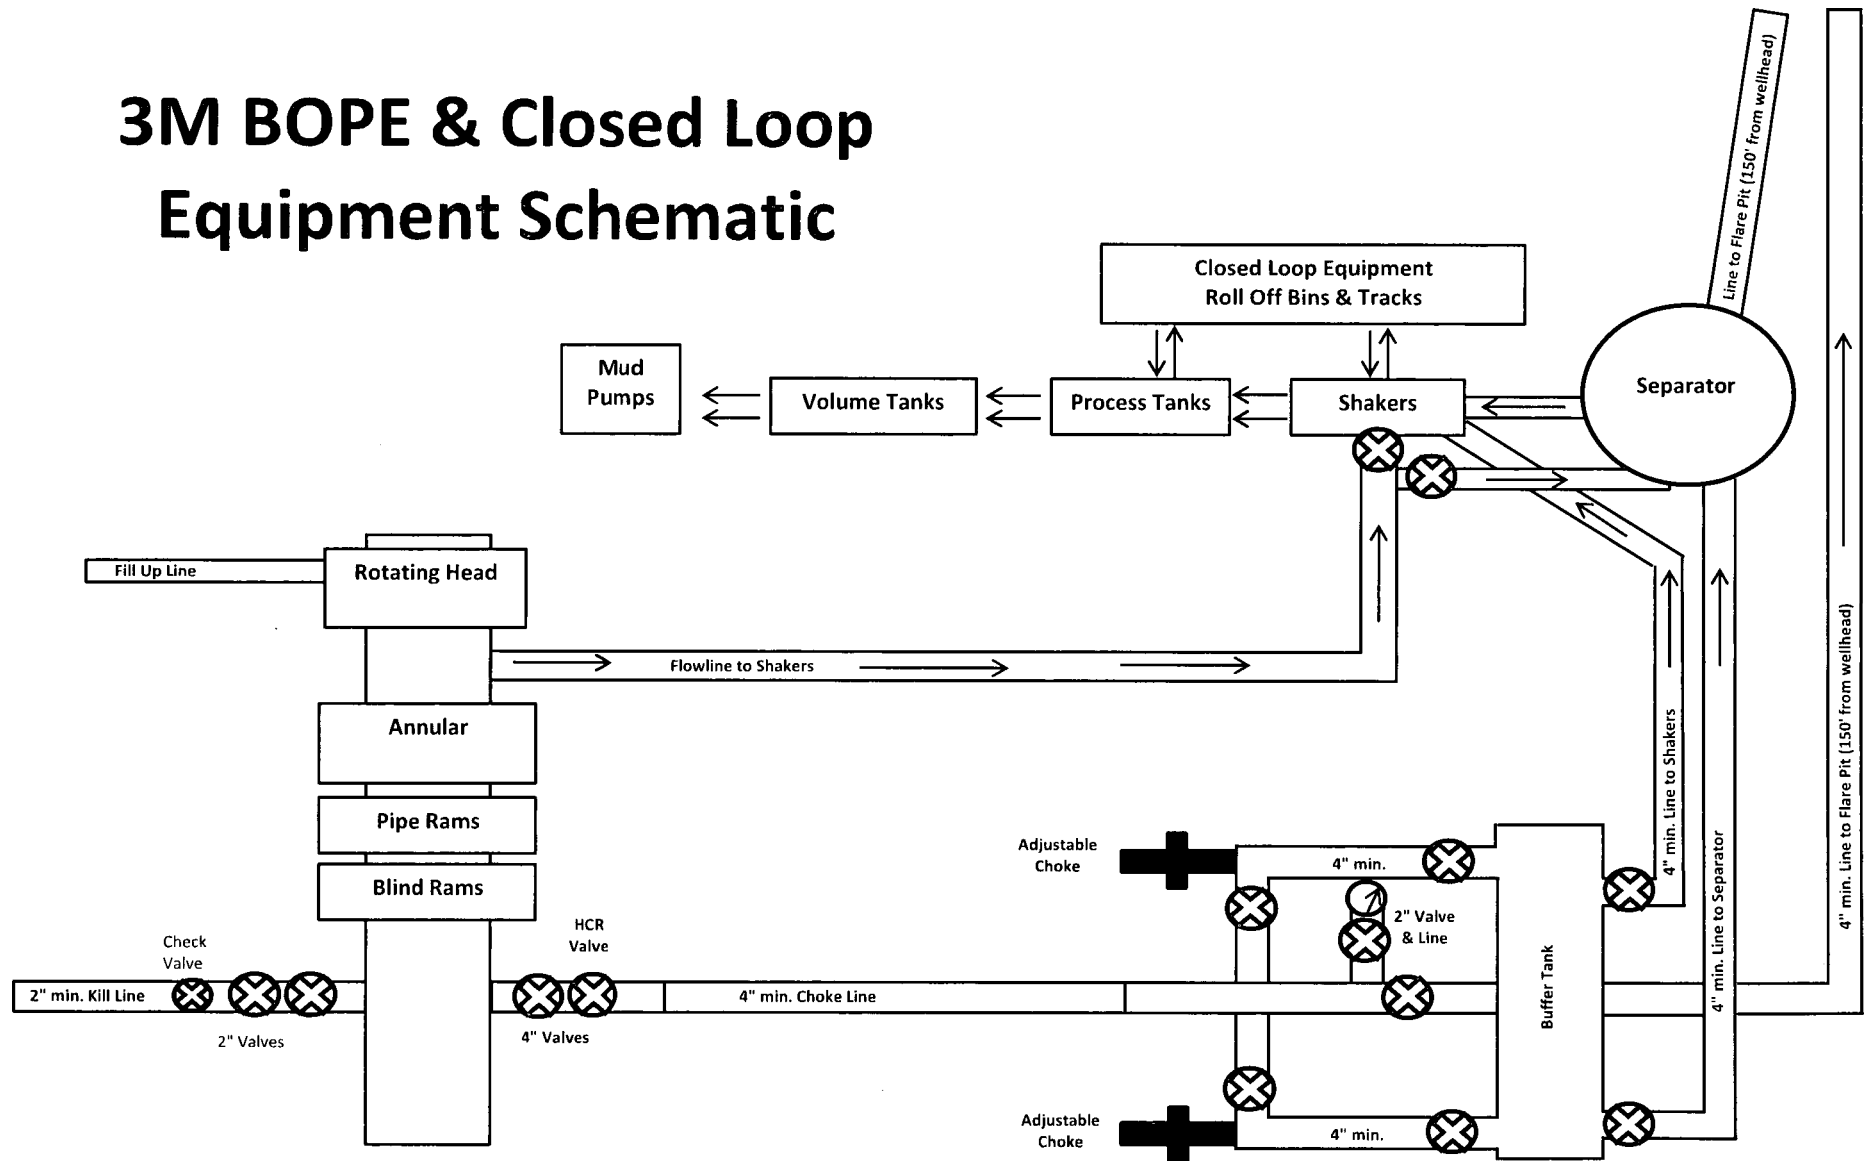 3M BOPE & Closed Loop
Equipment Schematic
Line to Flare Pit (150' from wellhead)
Closed Loop Equipment
Roll Off Bins & Tracks
Mud
Pumps
Volume Tanks
Process Tanks
Shakers
Separator
Fill Up Line
Rotating Head
Flowline to Shakers
Annular
Pipe Rams
Blind Rams
Check
Valve
HCR
Valve
2" min. Kill Line
4" min. Choke Line
2" Valves
4" Valves
Adjustable
Choke
4" min.
2" Valve
& Line
Buffer Tank
Adjustable
Choke
4" min.
4" min. Line to Shakers
4" min. Line to Separator
4" min. Line to Flare Pit (150' from wellhead)